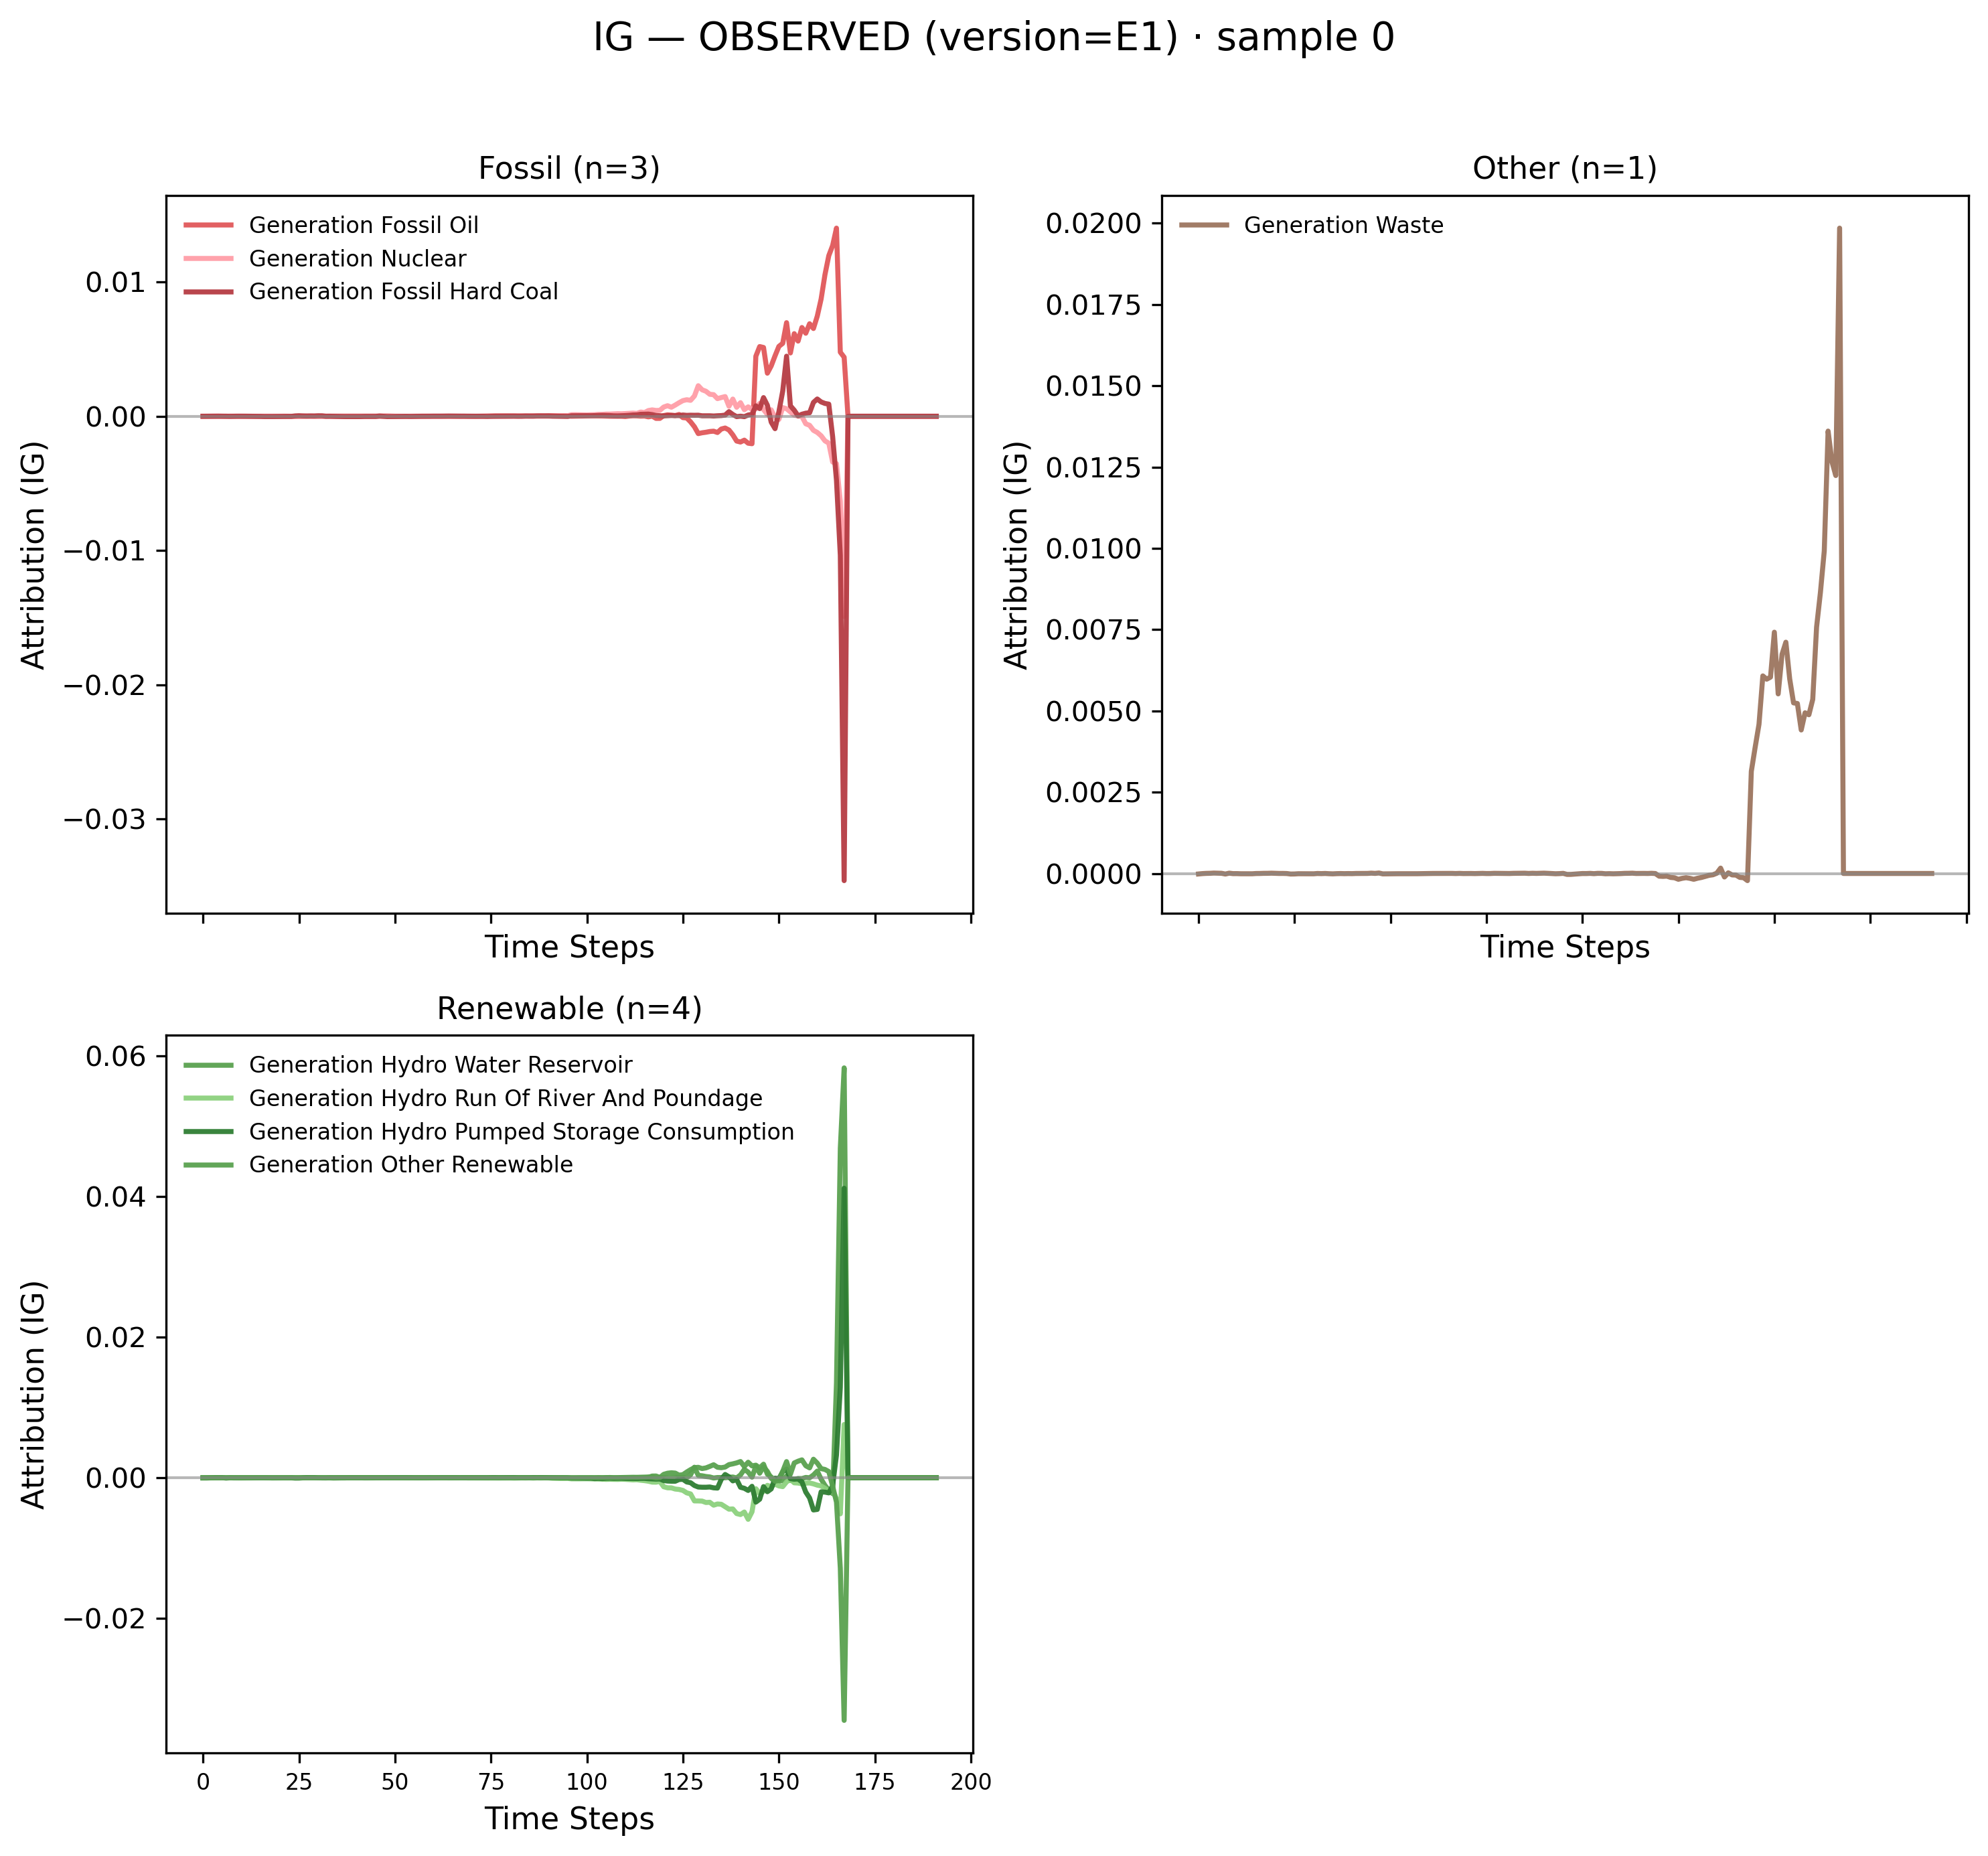 IG — OBSERVED (version=E1) · sample 0
Fossil (n=3)
Generation Fossil Oil
Generation Nuclear
Generation Fossil Hard Coal
0.01
0.00
−0.01
−0.02
−0.03
Attribution (IG)
Time Steps
Other (n=1)
Generation Waste
0.0200
0.0175
0.0150
0.0125
0.0100
0.0075
0.0050
0.0025
0.0000
Attribution (IG)
Time Steps
Renewable (n=4)
Generation Hydro Water Reservoir
Generation Hydro Run Of River And Poundage
Generation Hydro Pumped Storage Consumption
Generation Other Renewable
0.06
0.04
0.02
0.00
−0.02
Attribution (IG)
0 25 50 75 100 125 150 175 200
Time Steps